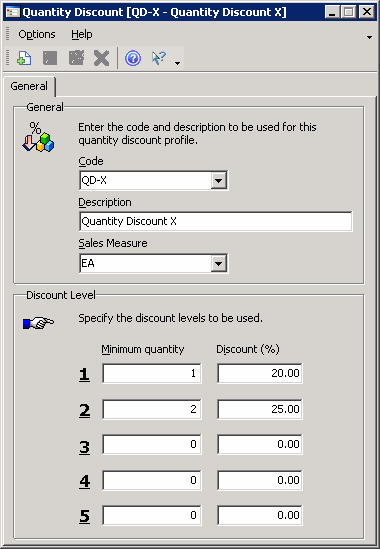 Quantity Discount [QD-X - Quantity Discount X]
Options Help
General
General
%
Enter the code and description to be used for this
quantity discount profile.
Code
QD-X
Description
Quantity Discount X
Sales Measure
EA
Discount Level
Specify the discount levels to be used.
Minimum quantity Discount (%)
1 1 20.00
2 2 25.00
3 0 0.00
4 0 0.00
5 0 0.00